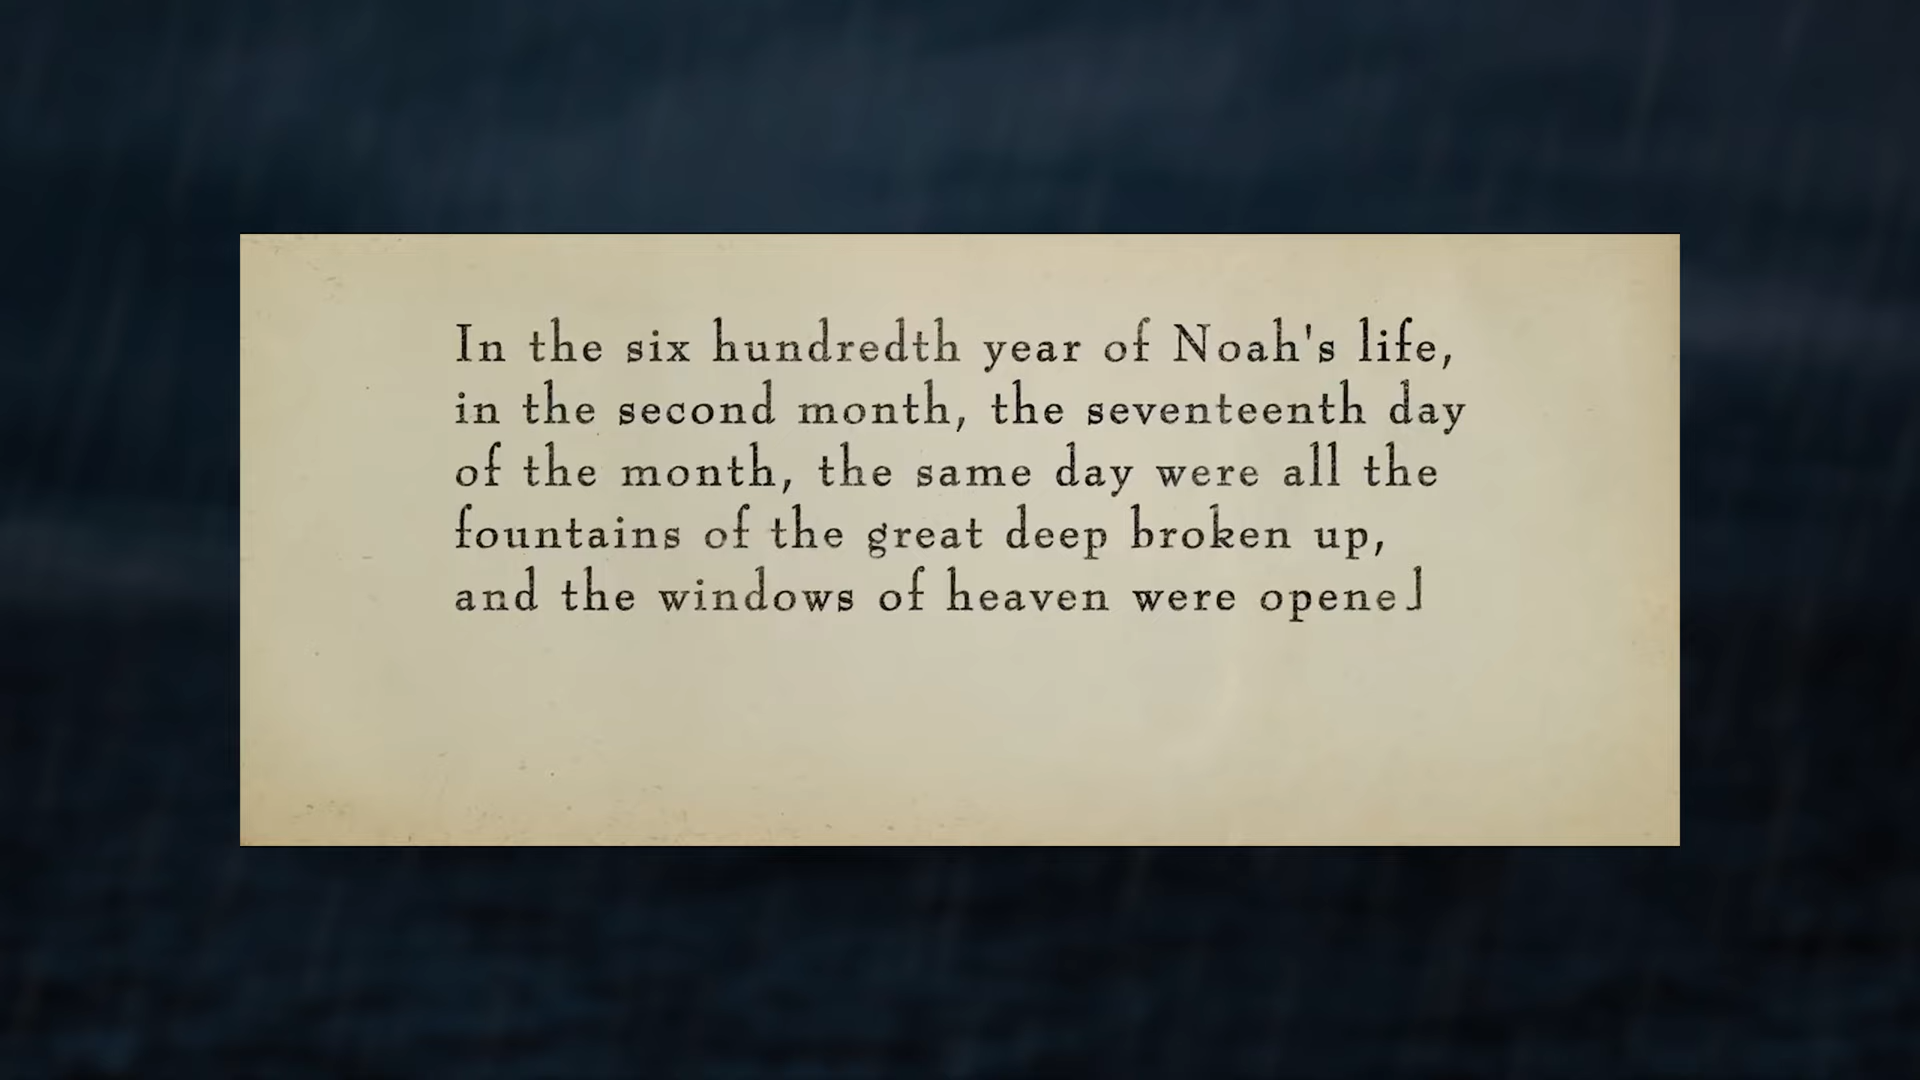 In the six hundredth year of Noah's life,
in the second month, the seventeenth day
of the month, the same day were all the
fountains of the great deep broken up,
and the windows of heaven were opened